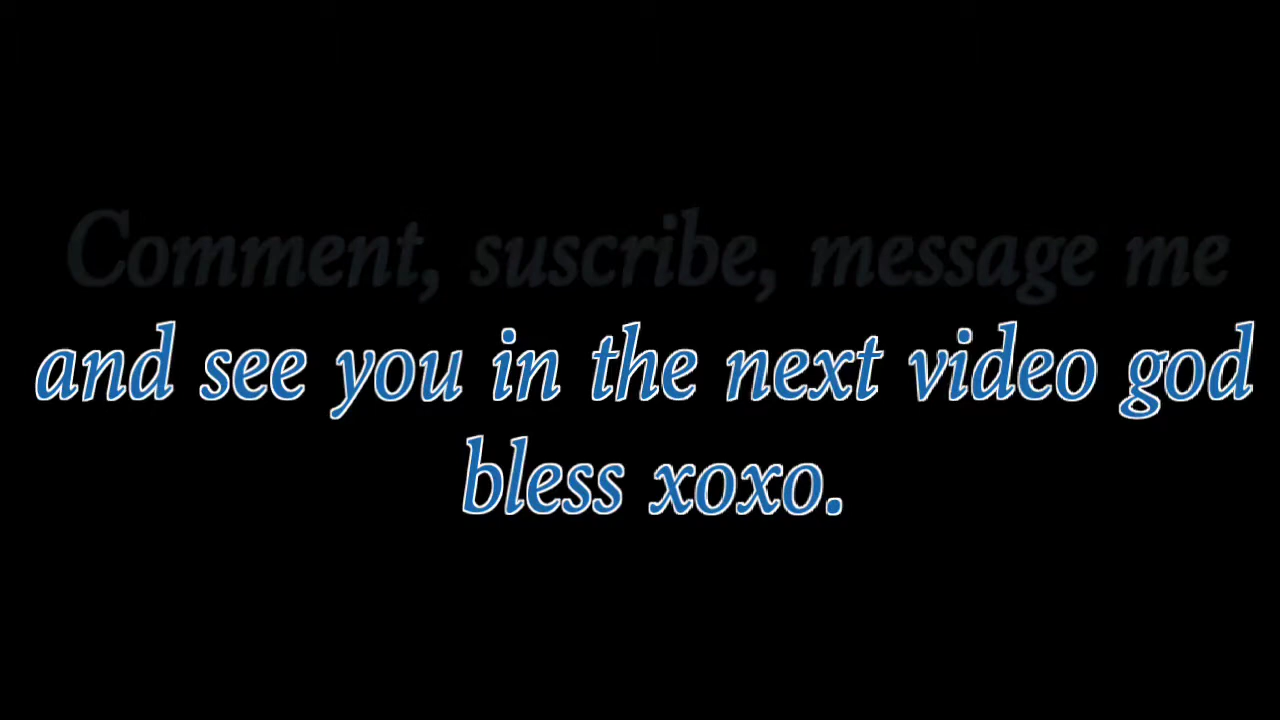 Comment, suscribe, message me
and see you in the next video god
bless xoxo.